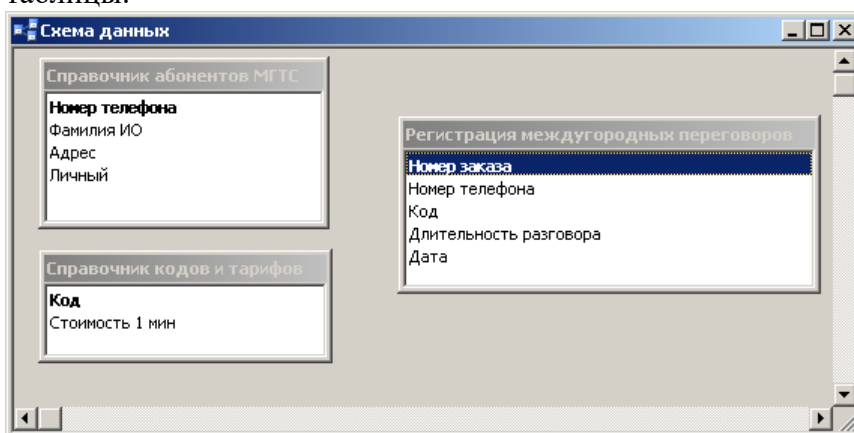 таблицы.
Схема данных
Справочник абонентов МГТС
Номер телефона
Фамилия ИО
Адрес
Личный
Регистрация междугородных переговоров
Номер заказа
Номер телефона
Код
Длительность разговора
Дата
Справочник кодов и тарифов
Код
Стоимость 1 мин